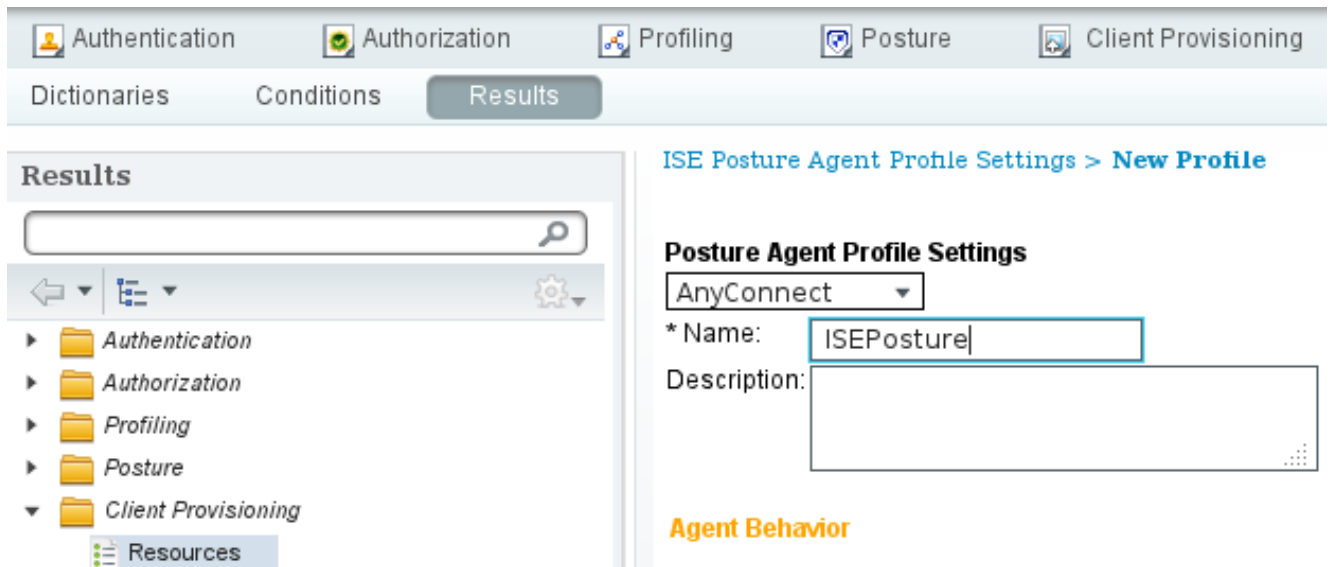 Authentication Authorization Profiling Posture Client Provisioning
Dictionaries Conditions Results
Results
Authentication
Authorization
Profiling
Posture
Client Provisioning
Resources
ISE Posture Agent Profile Settings > New Profile
Posture Agent Profile Settings
AnyConnect
* Name: ISEPosture
Description:
Agent Behavior